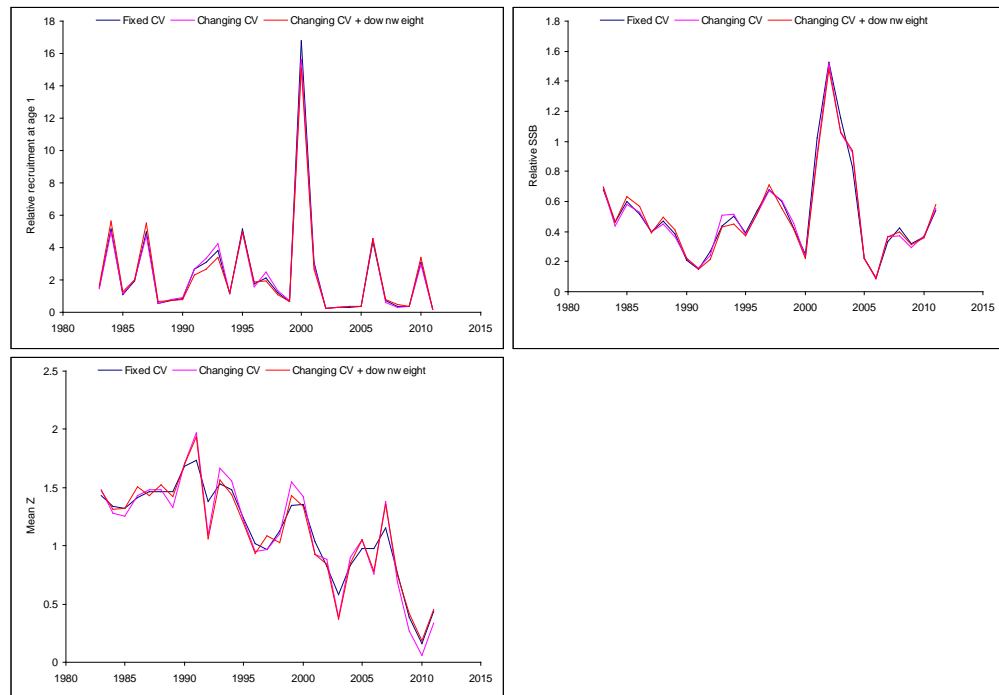 Fixed CV Changing CV Changing CV + dow nw eight
Relative recruitment at age 1
18
16
14
12
10
8
6
4
2
0
1980 1985 1990 1995 2000 2005 2010 2015
Fixed CV Changing CV Changing CV + dow nw eight
Relative SSB
1.8
1.6
1.4
1.2
1
0.8
0.6
0.4
0.2
0
1980 1985 1990 1995 2000 2005 2010 2015
Fixed CV Changing CV Changing CV + dow nw eight
Mean Z
2.5
2
1.5
1
0.5
0
1980 1985 1990 1995 2000 2005 2010 2015